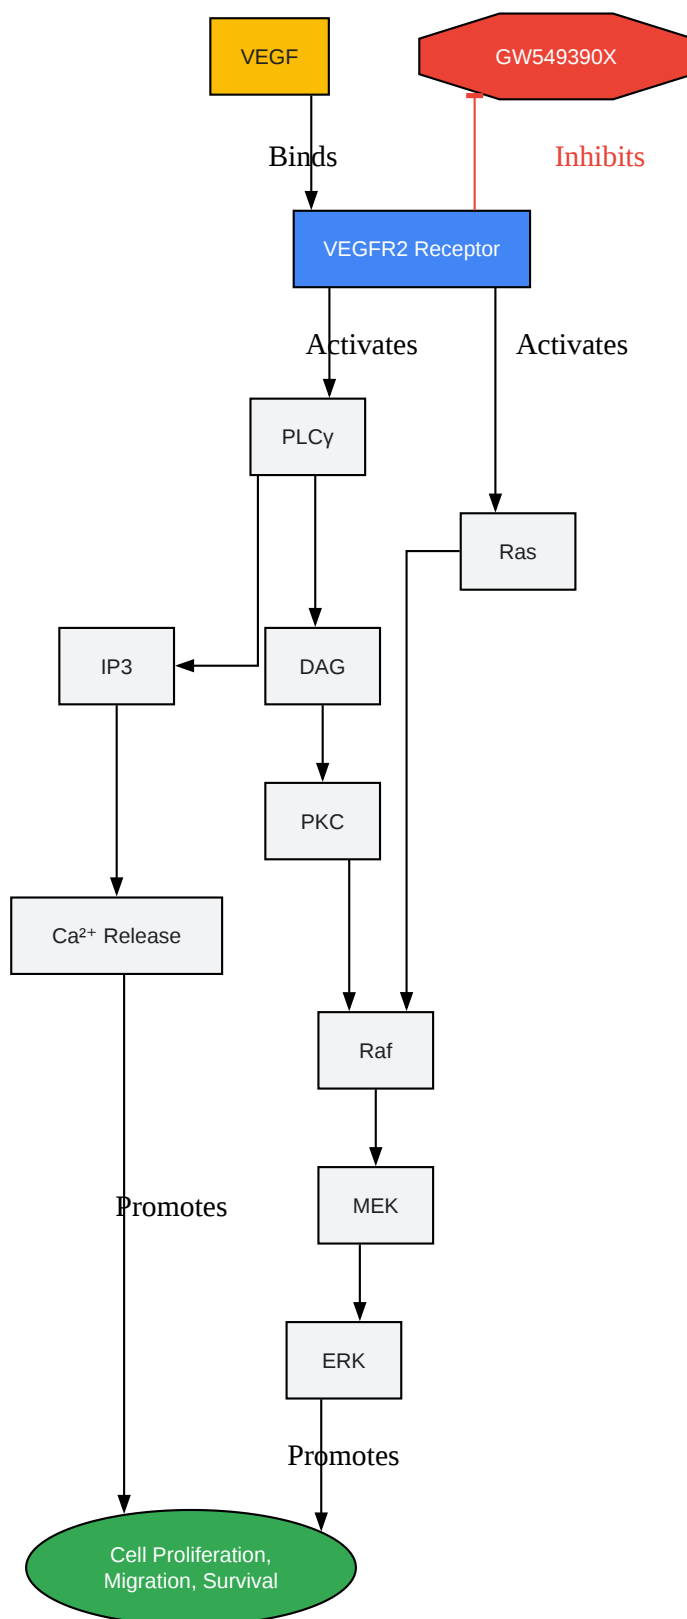 VEGF
GW549390X
Binds
Inhibits
VEGFR2 Receptor
Activates
Activates
PLCγ
Ras
IP3
DAG
PKC
Ca²⁺ Release
Raf
MEK
Promotes
ERK
Promotes
Cell Proliferation,
Migration, Survival